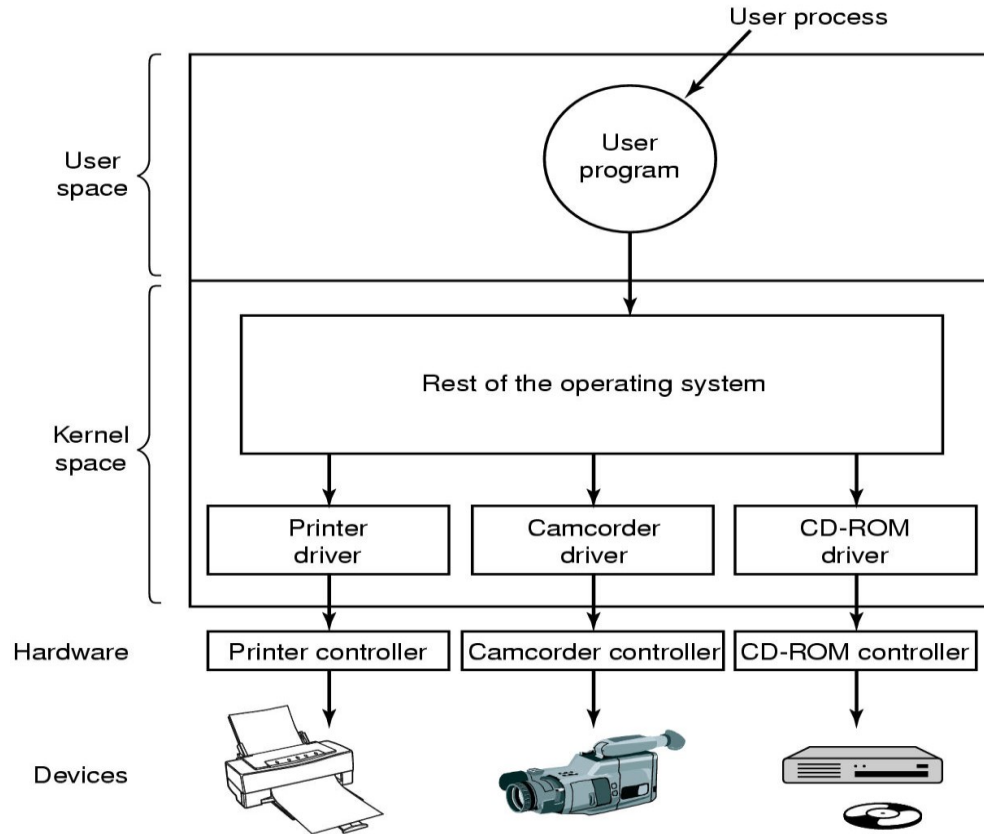 User process
User
program
User
space
Rest of the operating system
Kernel
space
Printer
driver
Camcorder
driver
CD-ROM
driver
Hardware
Printer controller
Camcorder controller
CD-ROM controller
Devices